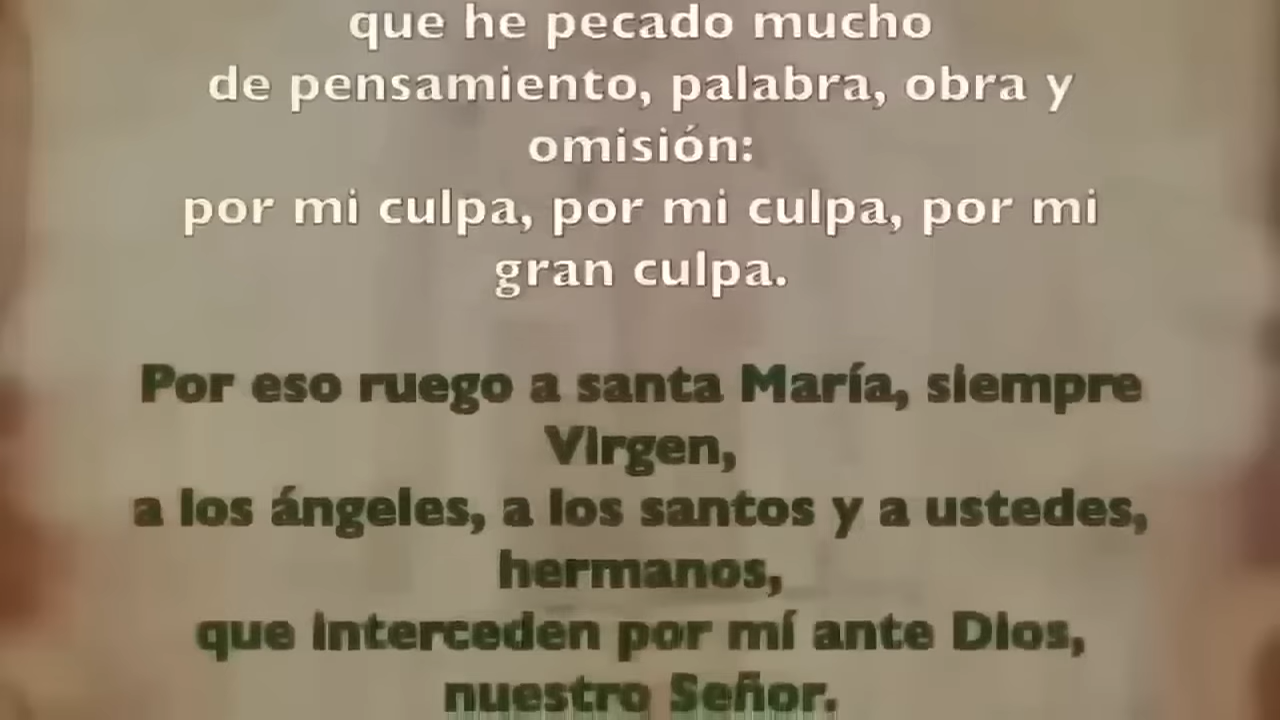 que he pecado mucho
de pensamiento, palabra, obra y
omisión:
por mi culpa, por mi culpa, por mi
gran culpa.
Por eso ruego a santa María, siempre
Virgen,
a los ángeles, a los santos y a ustedes,
hermanos,
que interceden por mí ante Dios,
nuestro Señor.